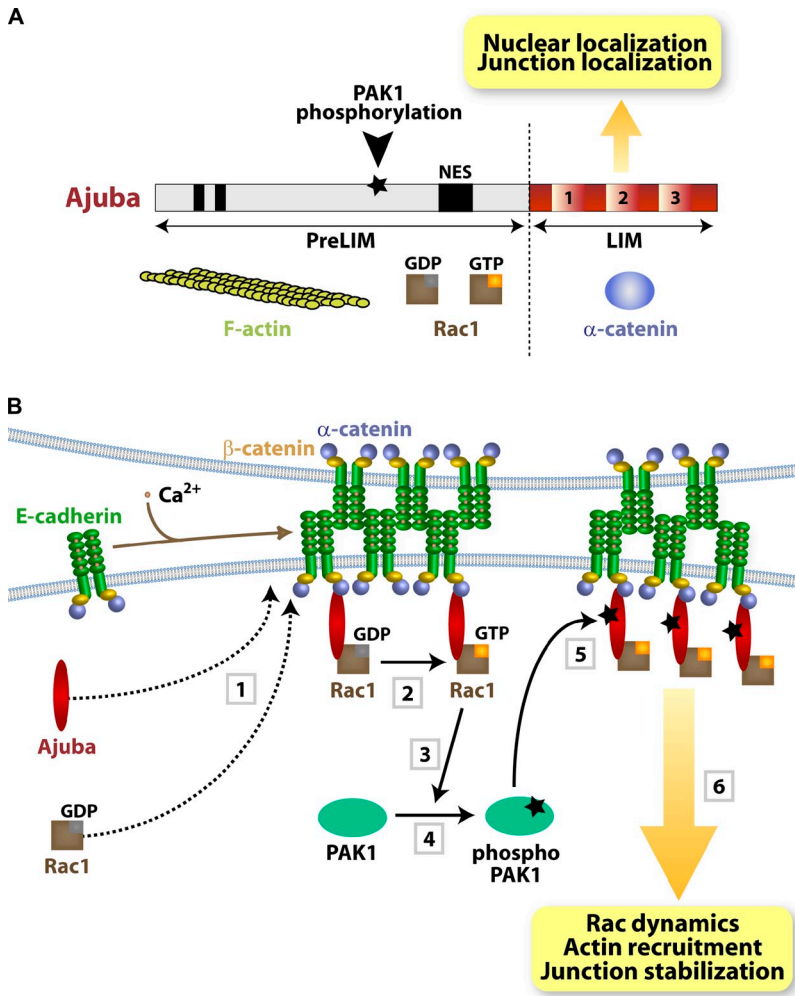 A
Nuclear localization
Junction localization
PAK1
phosphorylation
NES
Ajuba
1
2
3
PreLIM
LIM
GDP
GTP
F-actin
Rac1
α-catenin
B
α-catenin
β-catenin
Ca2+
E-cadherin
GDP
GTP
1
2
5
Rac1
Rac1
Ajuba
3
6
GDP
Rac1
4
PAK1
phospho
PAK1
Rac dynamics
Actin recruitment
Junction stabilization